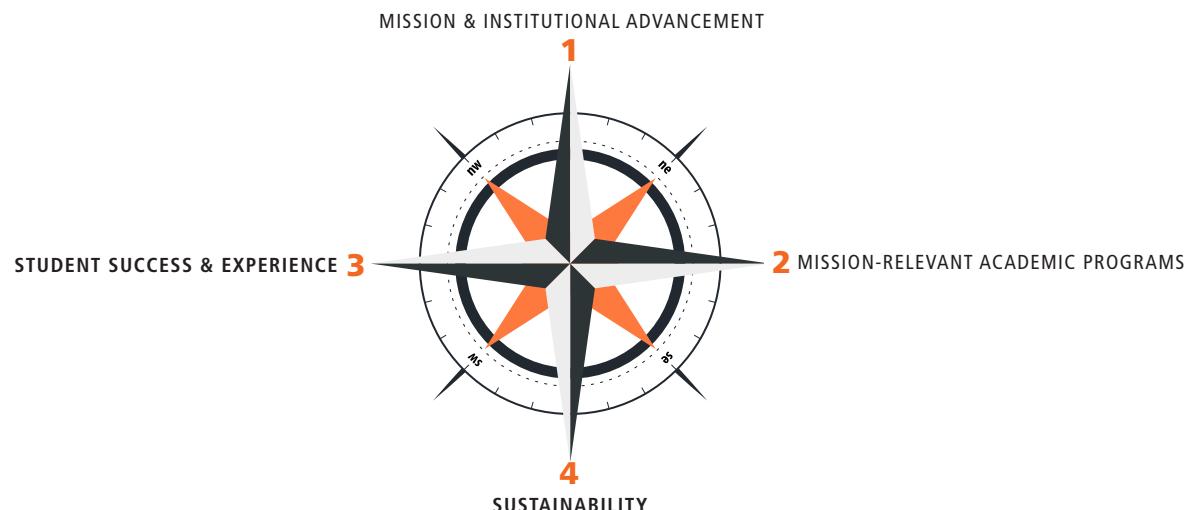 MISSION & INSTITUTIONAL ADVANCEMENT
1
nw
ne
STUDENT SUCCESS & EXPERIENCE 3
2 MISSION-RELEVANT ACADEMIC PROGRAMS
sw
se
4
SUSTAINABILITY